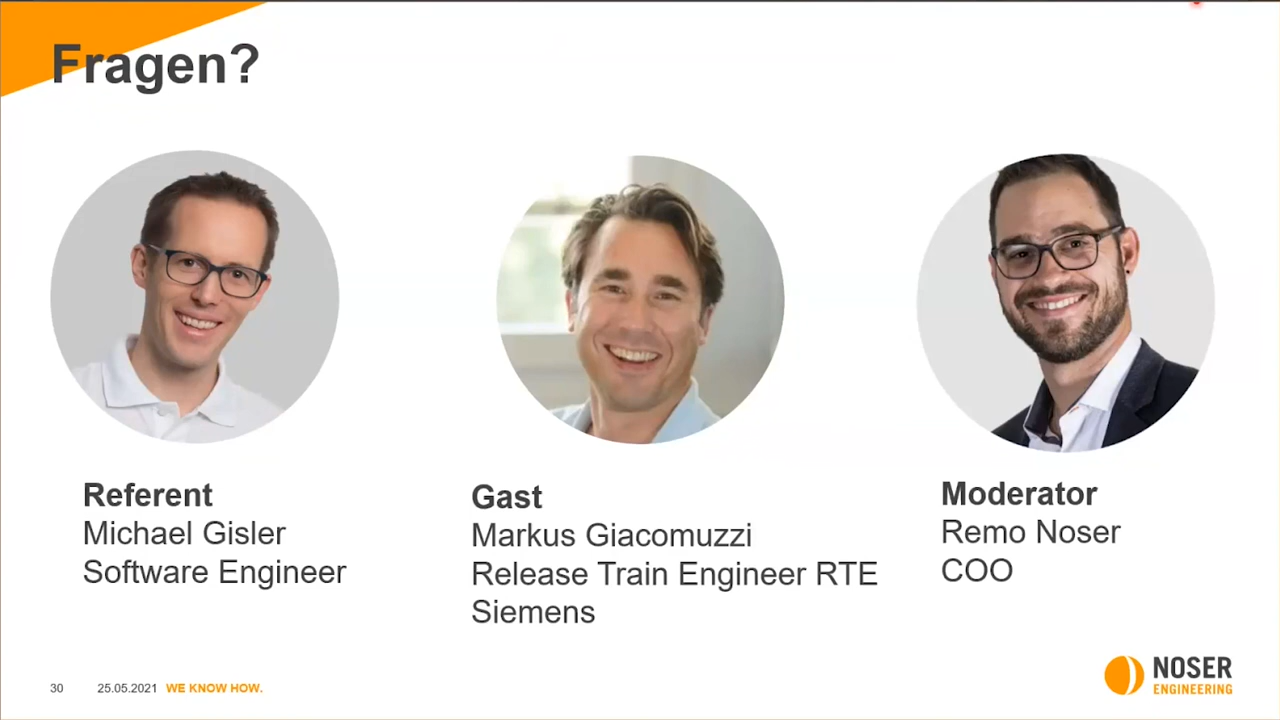 Fragen?
Referent
Michael Gisler
Software Engineer
Gast
Markus Giacomuzzi
Release Train Engineer RTE
Siemens
Moderator
Remo Noser
COO
30 25.05.2021 WE KNOW HOW.
NOSER
ENGINEERING